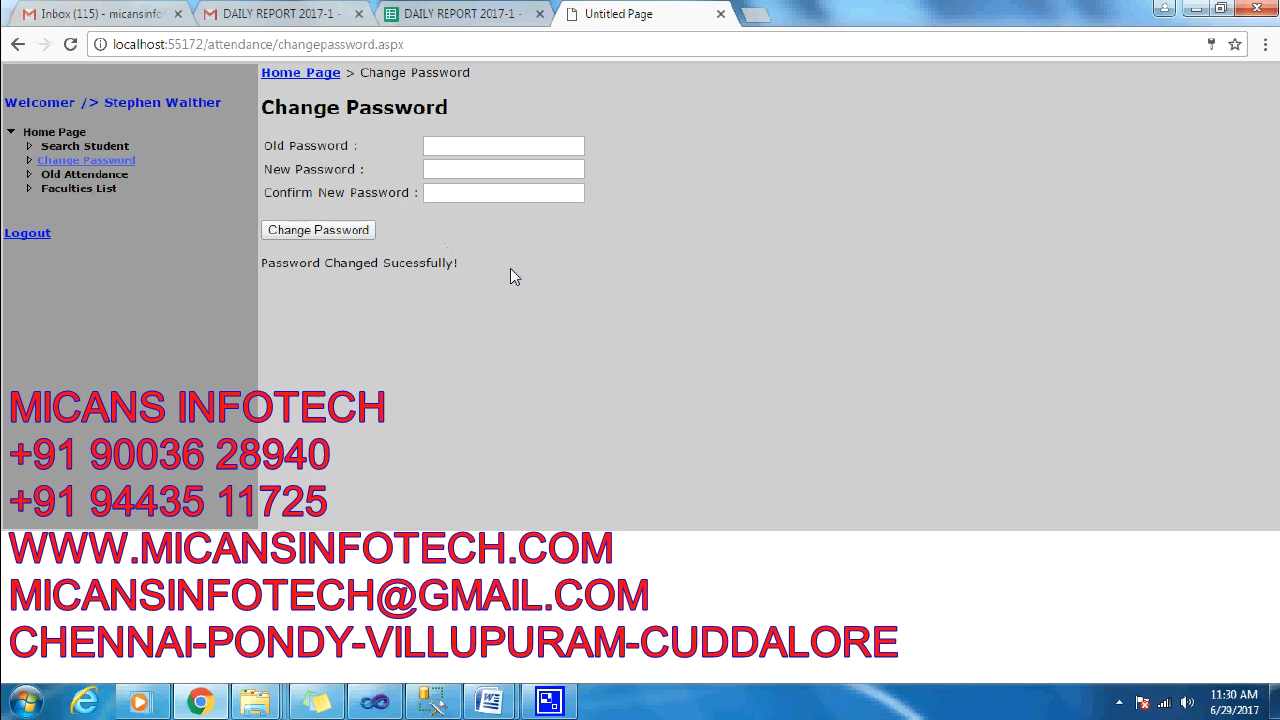 Inbox (115) - micansinfot
DAILY REPORT 2017-1 -
DAILY REPORT 2017-1 -
Untitled Page
localhost:55172/attendance/changepassword.aspx
Home Page > Change Password
Welcomer /> Stephen Walther
Change Password
Home Page
Search Student
Change Password
Old Attendance
Faculties List
Logout
Old Password :
New Password :
Confirm New Password :
Change Password
Password Changed Sucessfully!
MICANS INFOTECH
+91 90036 28940
+91 94435 11725
WWW.MICANSINFOTECH.COM
MICANSINFOTECH@GMAIL.COM
CHENNAI-PONDY-VILLUPURAM-CUDDALORE
11:30 AM
6/29/2017